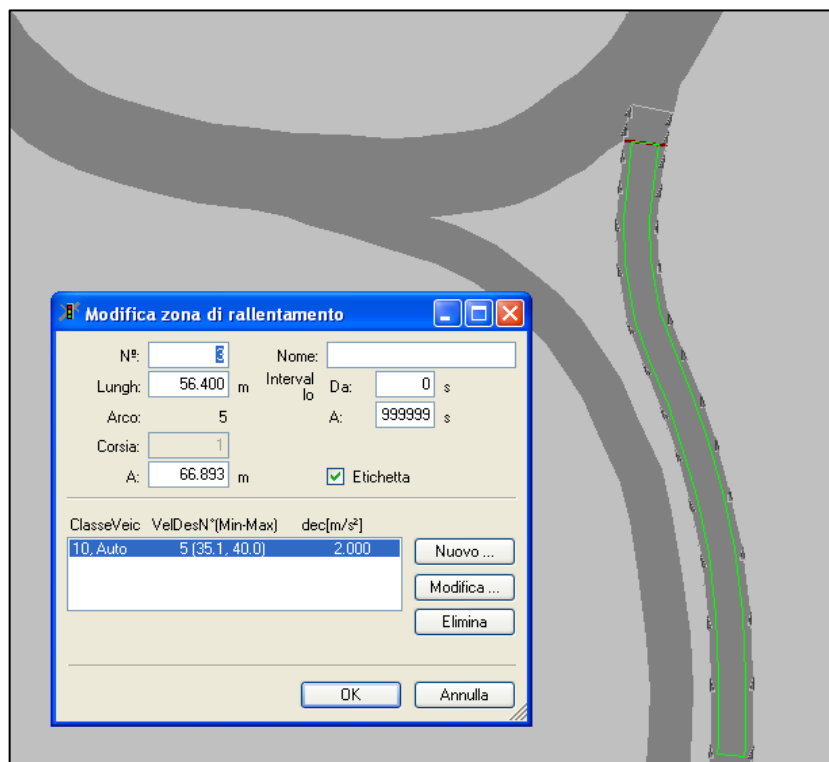 Modifica zona di rallentamento
Nº: 3 Nome:
Lungh: 56.400 m Interval lo Da: 0 s
Arco: 5 A: 999999 s
Corsia: 1
A: 66.893 m Etichetta
ClasseVeic VelDesN°(Min-Max) dec[m/s²]
10, Auto 5 (35.1, 40.0) 2.000
Nuovo ...
Modifica ...
Elimina
OK Annulla